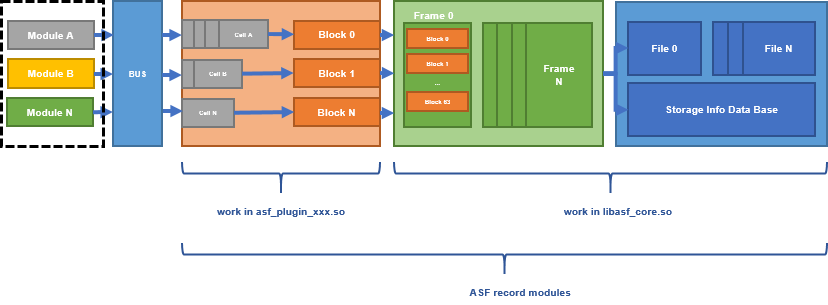 Module A
Module B
Module N
BUS
Cell A
Cell B
Cell N
Block 0
Block 1
Block N
Frame 0
Block 0
Block 1
...
Block 63
Frame
N
File 0
File N
Storage Info Data Base
work in asf_plugin_xxx.so
work in libasf_core.so
ASF record modules